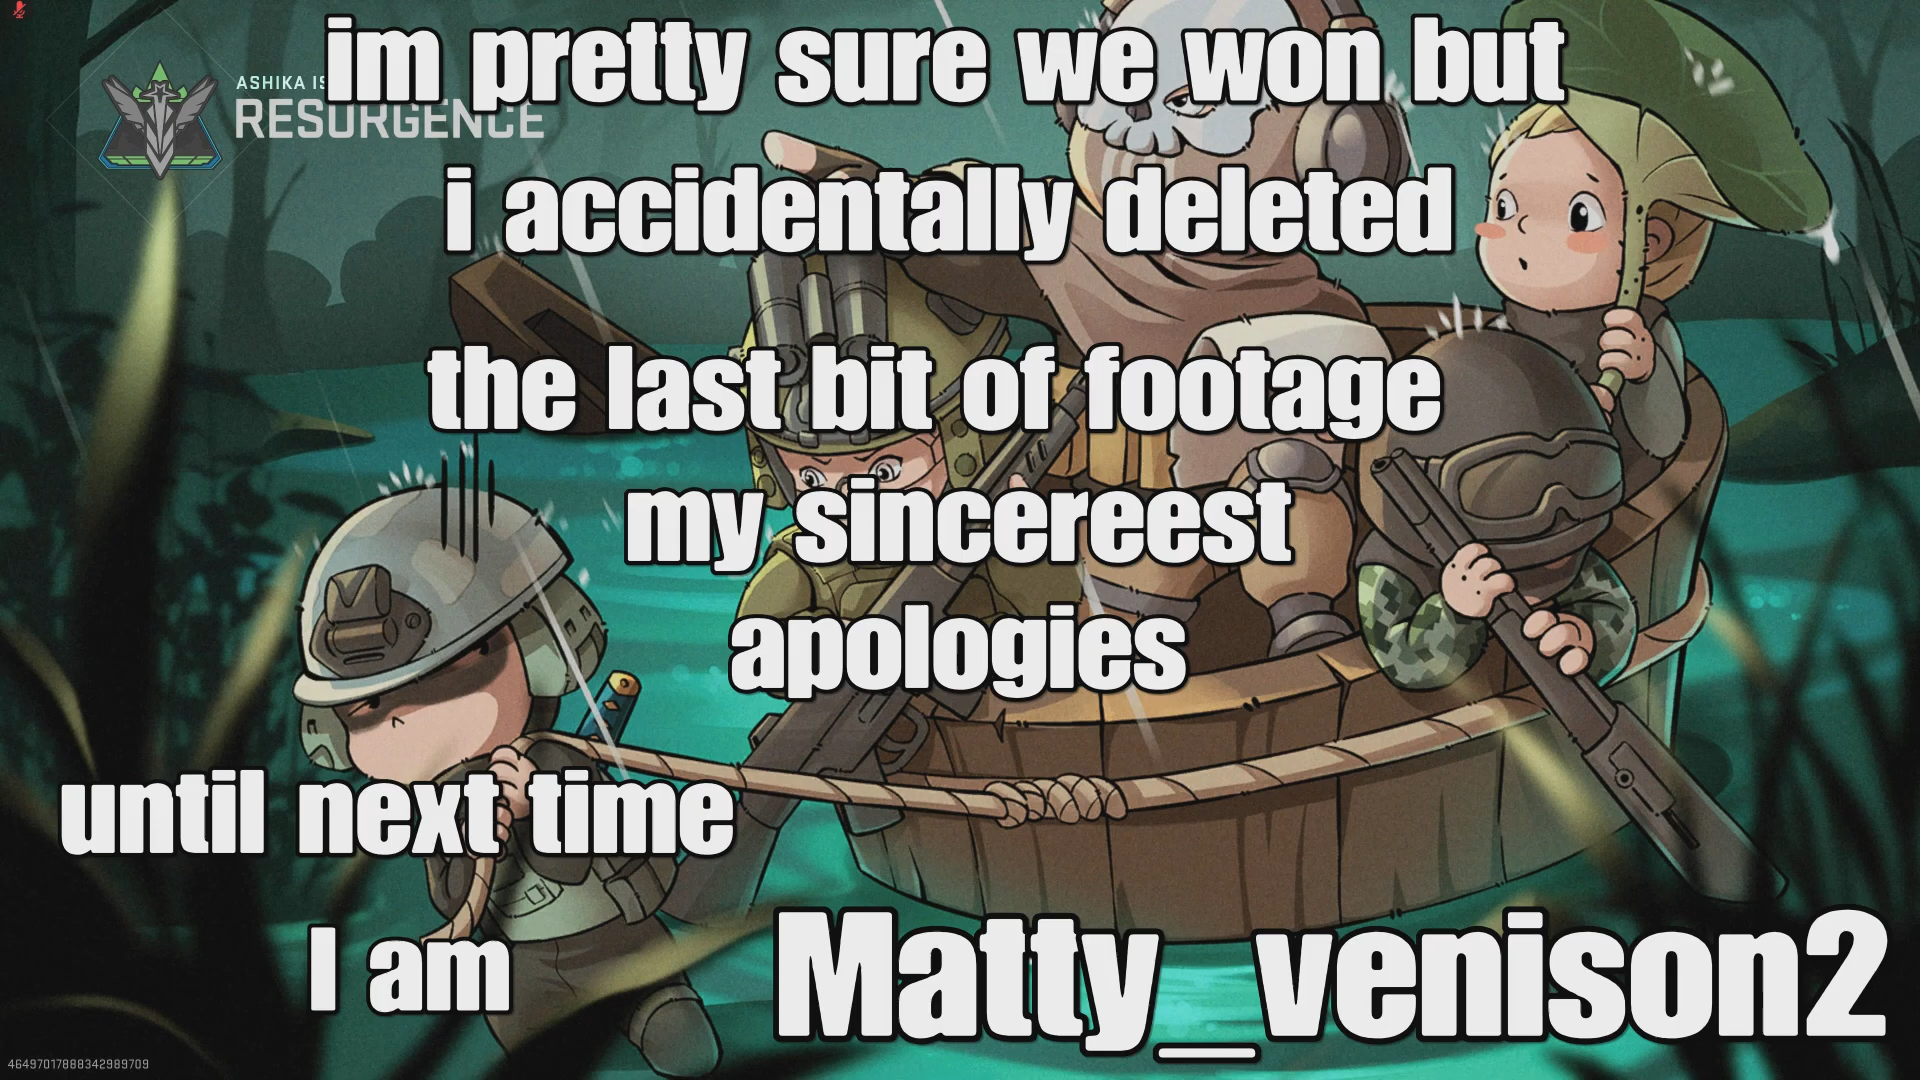 im pretty sure we won but
ASHIKA IS
RESURGENCE
i accidentally deleted
the last bit of footage
my sincereest
apologies
until next time
I am
Matty_venison2
4649701788834298970​9